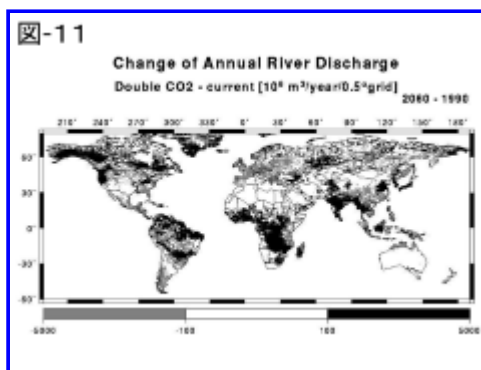 図-11
Change of Annual River Discharge
Double CO2 - current [10⁶ m³/year/0.5°grid]
2060 - 1990
210° 240° 270° 300° 330° 0° 30° 60° 90° 120° 150° 180°
60°
30°
0°
-30°
-60°
-5000 -100 100 5000